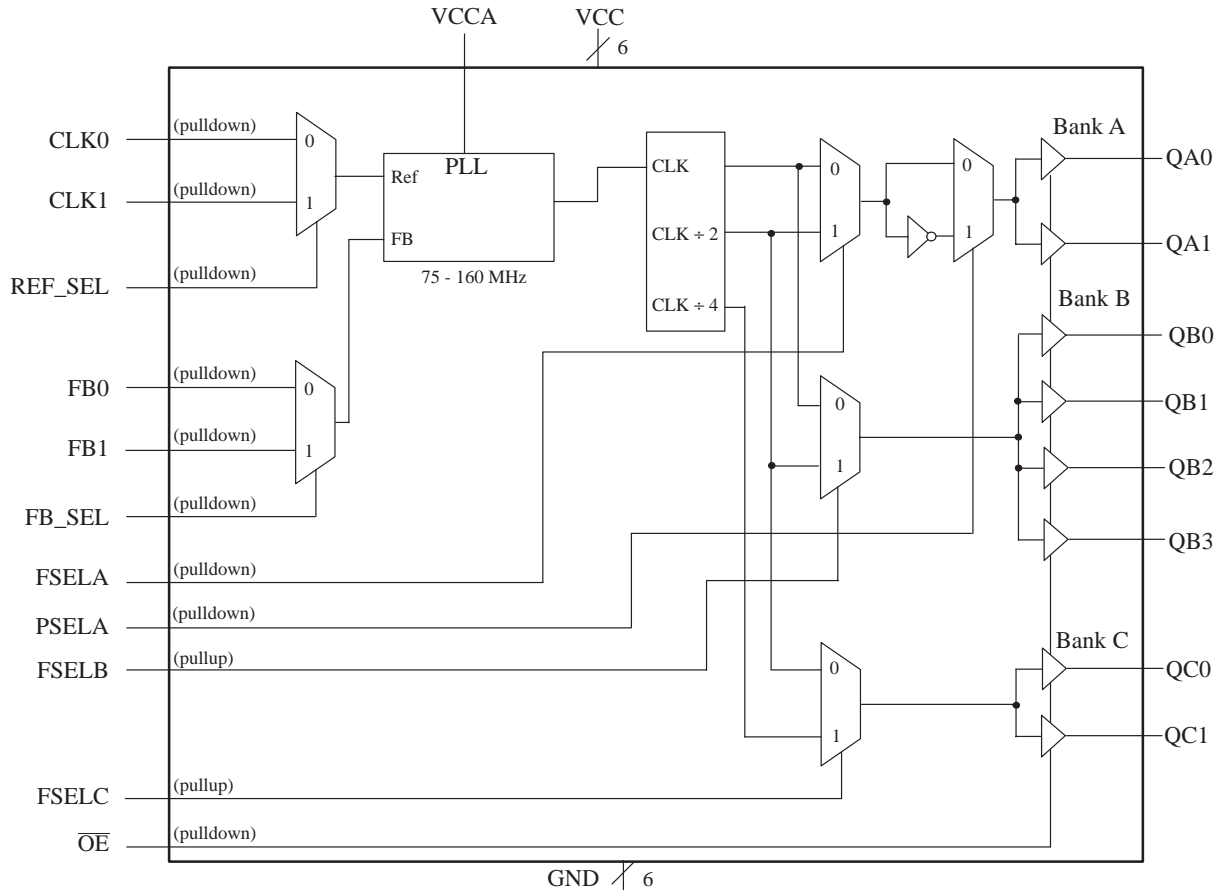 VCCA
VCC
6
CLK0
(pulldown)
0
CLK1
(pulldown)
1
REF_SEL
(pulldown)
PLL
Ref
FB
75 - 160 MHz
FB0
(pulldown)
0
FB1
(pulldown)
1
FB_SEL
(pulldown)
FSELA
(pulldown)
PSELA
(pulldown)
FSELB
(pullup)
FSELC
(pullup)
OE
(pulldown)
CLK
CLK ÷ 2
CLK ÷ 4
0
1
0
1
0
1
0
1
Bank A
QA0
QA1
Bank B
QB0
QB1
QB2
QB3
Bank C
QC0
QC1
GND
6